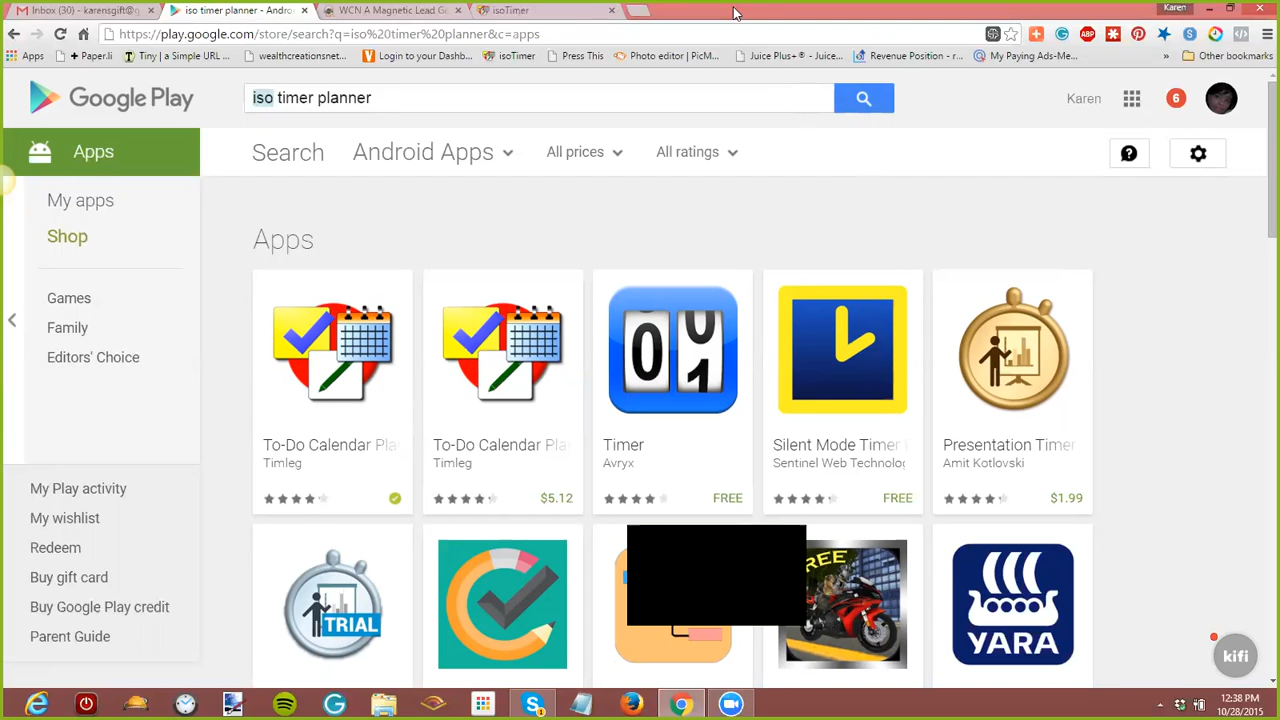 Inbox (30) - karensgift@g
iso timer planner - Andro
WCN A Magnetic Lead G
isoTimer
Karen
https://play.google.com/store/search?q=iso%20timer%20planner&c=apps
Apps
+ Paper.li
Tiny | a Simple URL ...
wealthcreationsnet...
Login to your Dashb...
isoTimer
Press This
Photo editor | PicM...
Juice Plus+® - Juice...
Revenue Position - r...
My Paying Ads-Me...
»
Other bookmarks
Google Play
iso timer planner
Karen
6
Apps
Search
Android Apps
All prices
All ratings
My apps
Shop
Games
Family
Editors' Choice
My Play activity
My wishlist
Redeem
Buy gift card
Buy Google Play credit
Parent Guide
Apps
To-Do Calendar Pla
Timleg
To-Do Calendar Pla
Timleg
$5.12
Timer
Avryx
FREE
Silent Mode Timer
Sentinel Web Technolog
FREE
Presentation Timer
Amit Kotlovski
$1.99
TRIAL
REE
YARA
kifi
12:38 PM
10/28/2015